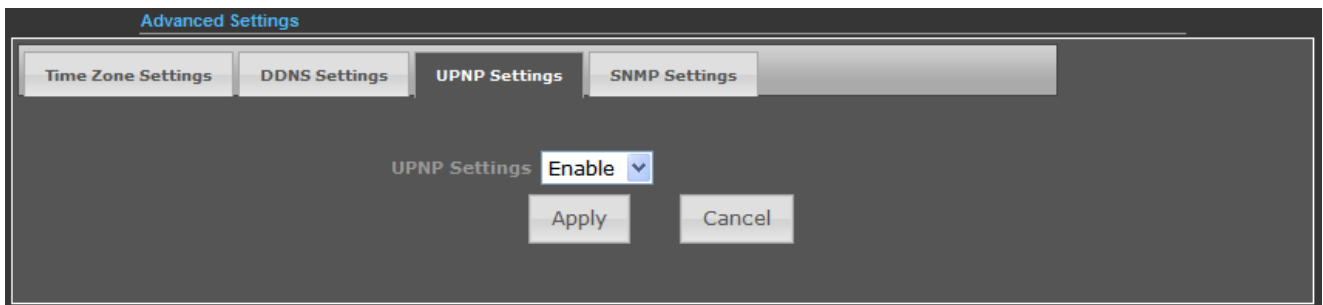 Advanced Settings
Time Zone Settings DDNS Settings UPNP Settings SNMP Settings
UPNP Settings Enable
Apply Cancel